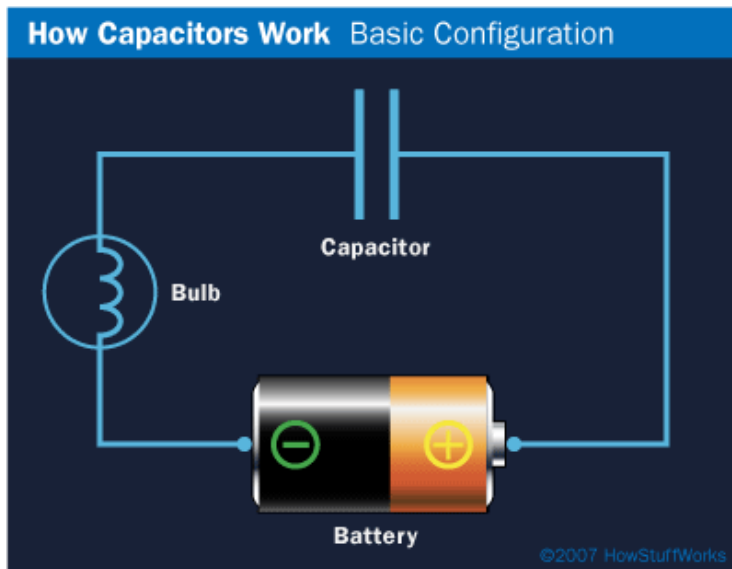 How Capacitors Work Basic Configuration
Capacitor
Bulb
− +
Battery
©2007 HowStuffWorks